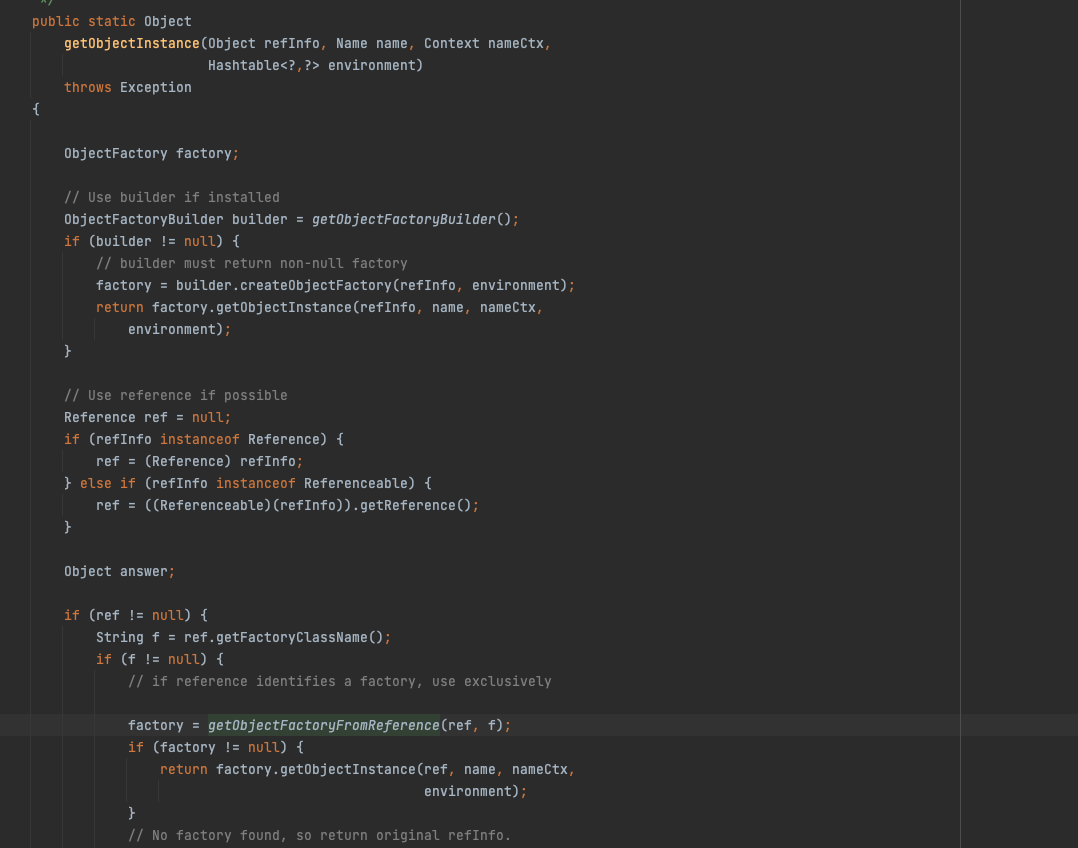 */
public static Object
getObjectInstance(Object refInfo, Name name, Context nameCtx,
Hashtable<?,?> environment)
throws Exception
{
ObjectFactory factory;
// Use builder if installed
ObjectFactoryBuilder builder = getObjectFactoryBuilder();
if (builder != null) {
// builder must return non-null factory
factory = builder.createObjectFactory(refInfo, environment);
return factory.getObjectInstance(refInfo, name, nameCtx,
environment);
}
// Use reference if possible
Reference ref = null;
if (refInfo instanceof Reference) {
ref = (Reference) refInfo;
} else if (refInfo instanceof Referenceable) {
ref = ((Referenceable)(refInfo)).getReference();
}
Object answer;
if (ref != null) {
String f = ref.getFactoryClassName();
if (f != null) {
// if reference identifies a factory, use exclusively
factory = getObjectFactoryFromReference(ref, f);
if (factory != null) {
return factory.getObjectInstance(ref, name, nameCtx,
environment);
}
// No factory found, so return original refInfo.